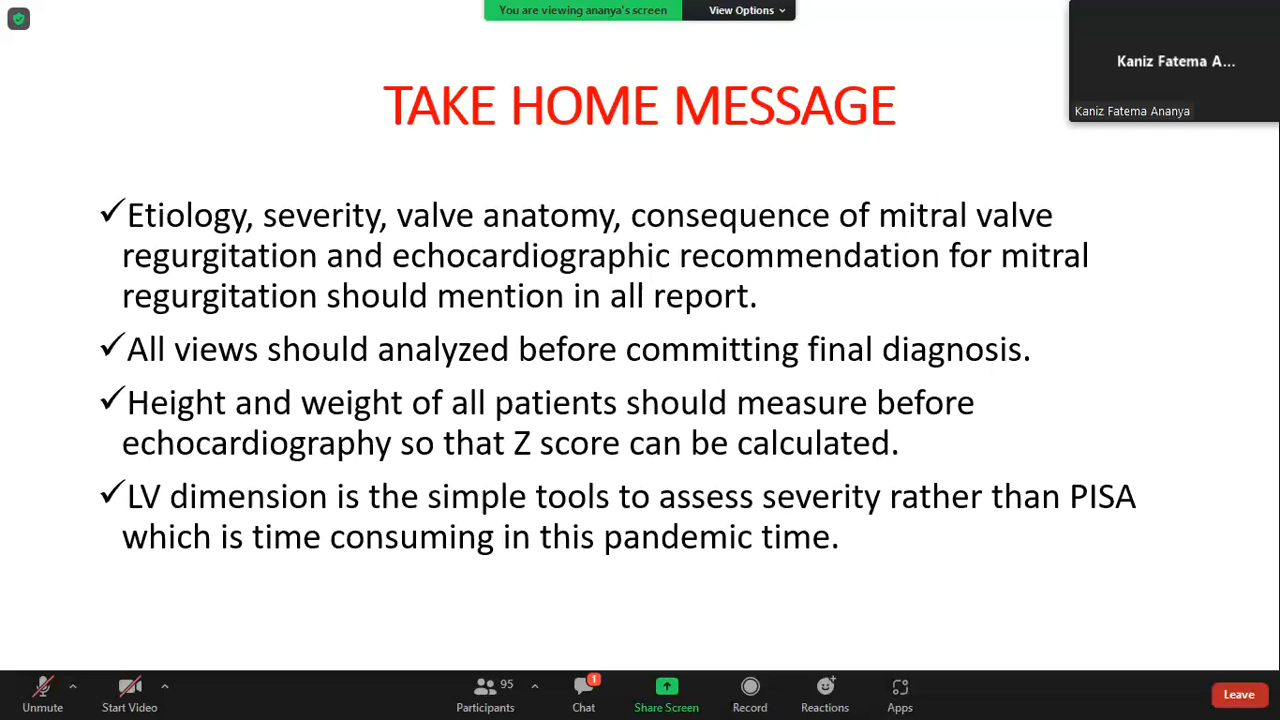 You are viewing ananya's screen
View Options
Kaniz Fatema A...
Kaniz Fatema Ananya
TAKE HOME MESSAGE
✓Etiology, severity, valve anatomy, consequence of mitral valve
regurgitation and echocardiographic recommendation for mitral
regurgitation should mention in all report.
✓All views should analyzed before committing final diagnosis.
✓Height and weight of all patients should measure before
echocardiography so that Z score can be calculated.
✓LV dimension is the simple tools to assess severity rather than PISA
which is time consuming in this pandemic time.
Unmute
Start Video
95
Participants
1
Chat
Share Screen
Record
Reactions
Apps
Leave